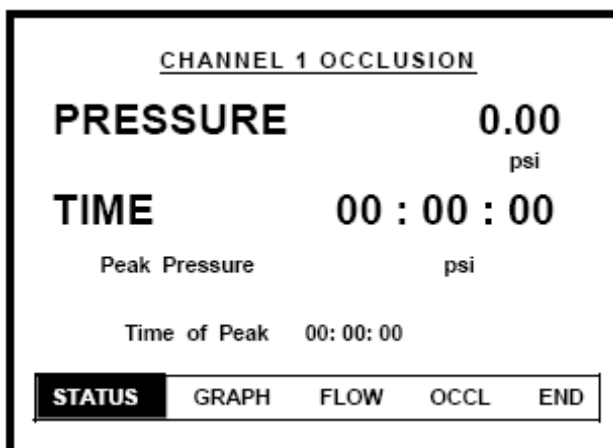 CHANNEL 1 OCCLUSION
PRESSURE 0.00
psi
TIME 00 : 00 : 00
Peak Pressure psi
Time of Peak 00: 00: 00
STATUS GRAPH FLOW OCCL END